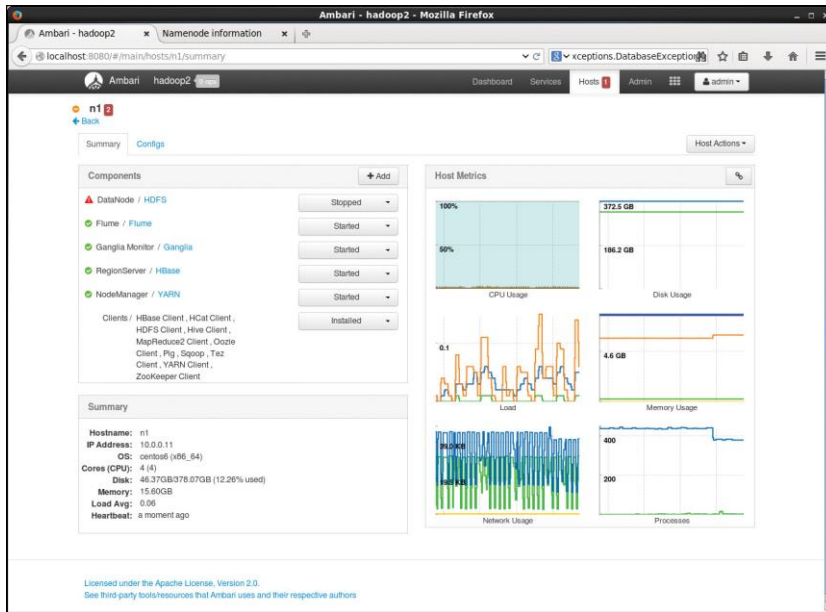 Ambari - hadoop2 - Mozilla Firefox
Ambari - hadoop2
Namenode information
localhost:8080/#/main/hosts/n1/summary
xceptions.DatabaseException
Ambari hadoop2
Dashboard Services Hosts 1 Admin admin
n1 2
Back
Summary Configs
Host Actions
Components
Add
DataNode / HDFS
Stopped
Flume / Flume
Started
Ganglia Monitor / Ganglia
Started
RegionServer / HBase
Started
NodeManager / YARN
Started
Clients / HBase Client , HCat Client ,
Installed
HDFS Client , Hive Client ,
MapReduce2 Client , Oozie
Client , Pig , Sqoop , Tez
Client , YARN Client ,
ZooKeeper Client
Summary
Hostname: n1
IP Address: 10.0.0.11
OS: centos6 (x86_64)
Cores (CPU): 4 (4)
Disk: 46.37GB/378.07GB (12.26% used)
Memory: 15.60GB
Load Avg: 0.06
Heartbeat: a moment ago
Host Metrics
100%
50%
CPU Usage
372.5 GB
186.2 GB
Disk Usage
0.1
Load
4.6 GB
Memory Usage
Network Usage
400
200
Processes
Licensed under the Apache License, Version 2.0.
See third-party tools/resources that Ambari uses and their respective authors